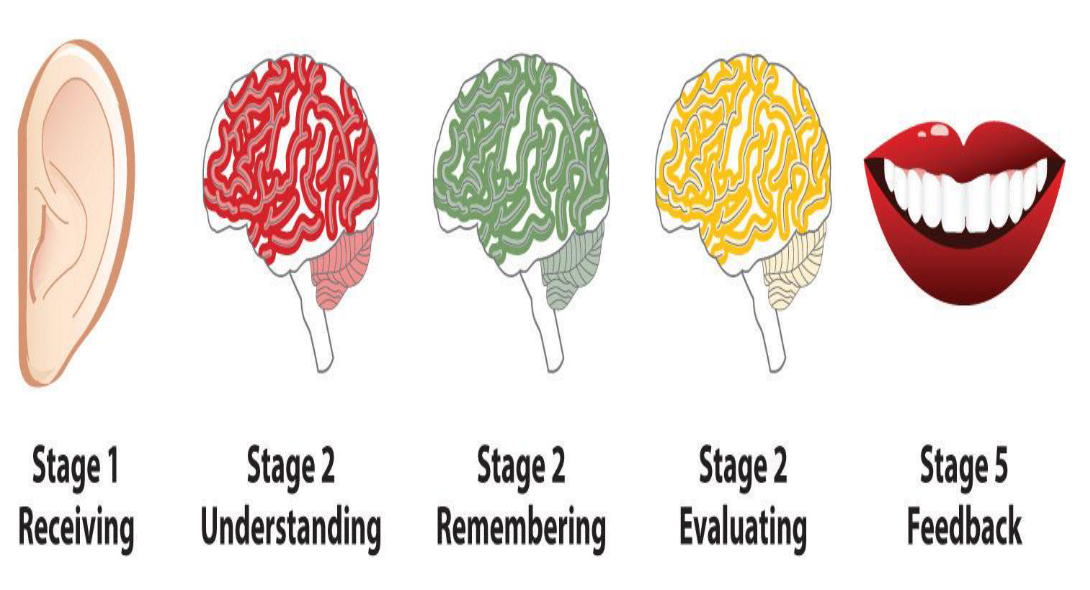 Stage 1
Receiving
Stage 2
Understanding
Stage 2
Remembering
Stage 2
Evaluating
Stage 5
Feedback